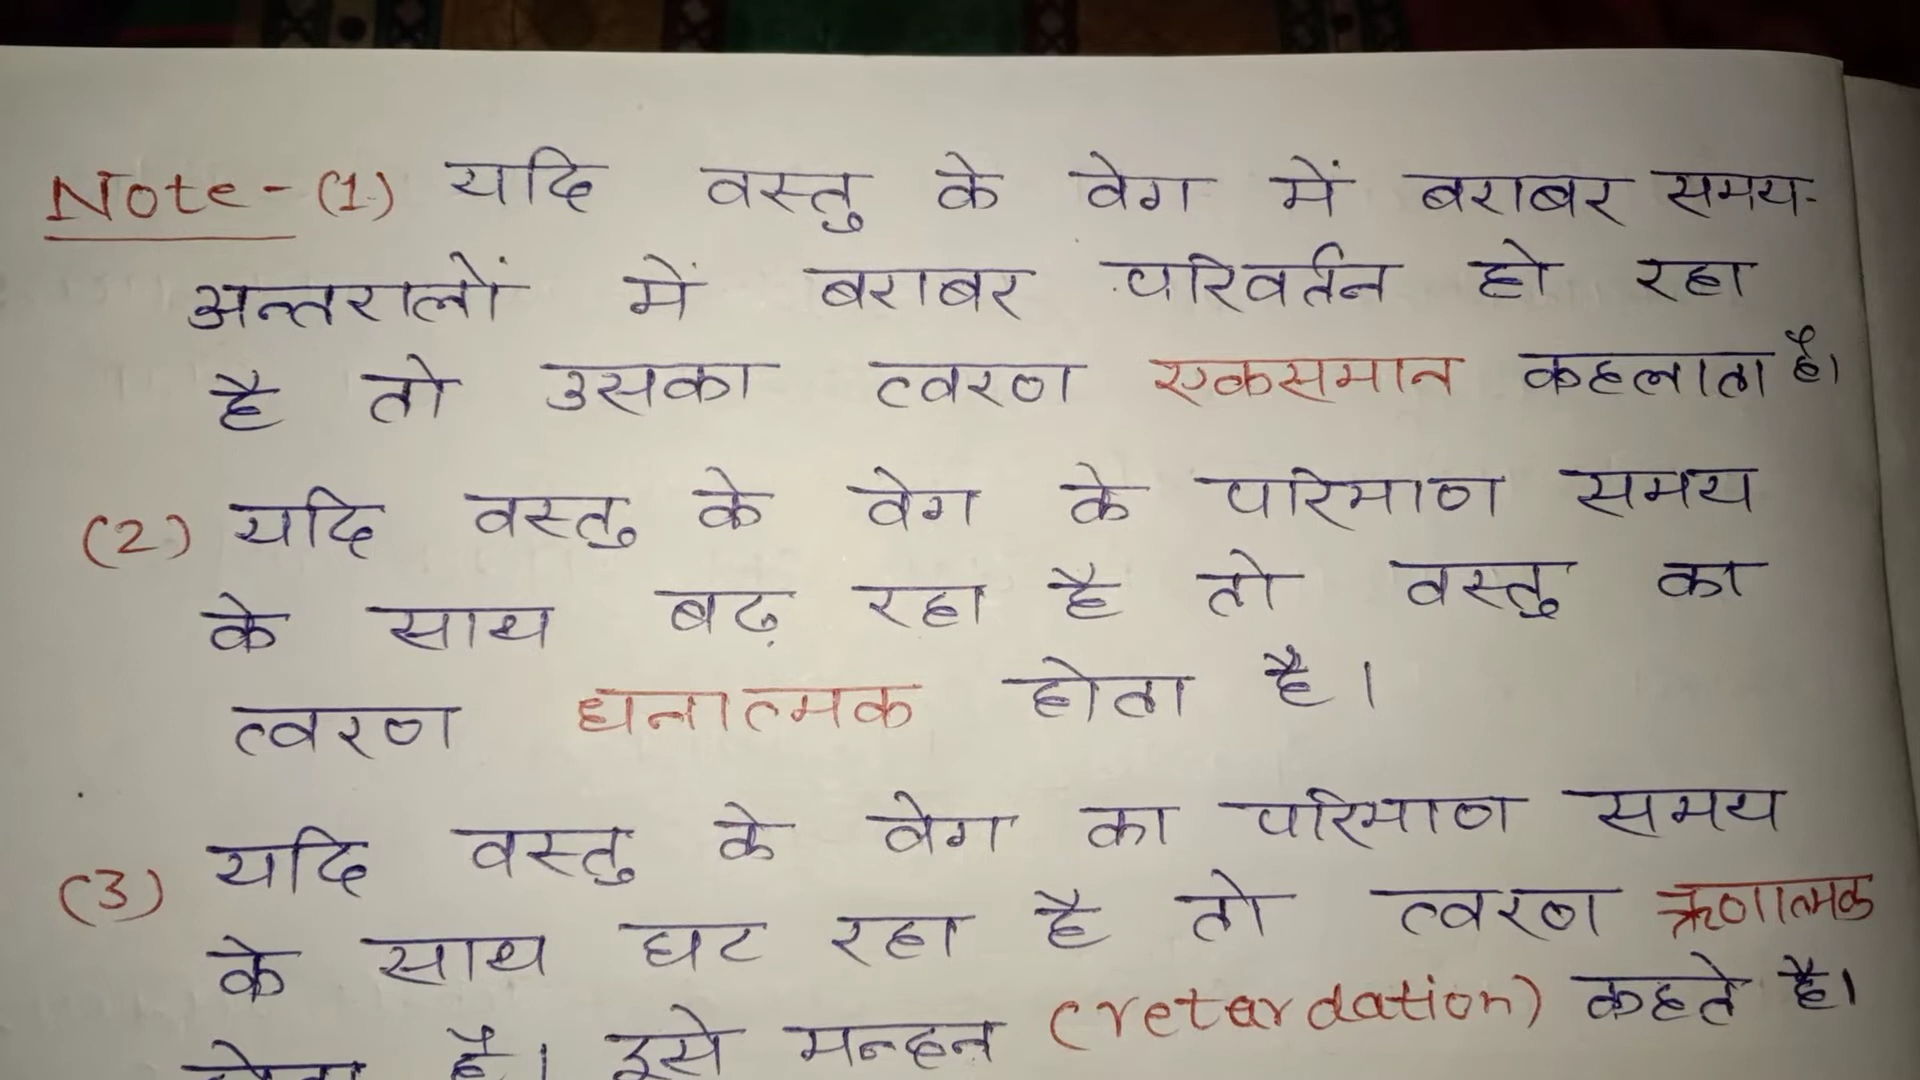 Note - (1) यदि वस्तु के वेग में बराबर समय-
अन्तरालों में बराबर परिवर्तन हो रहा
है तो उसका त्वरण एकसमान कहलाता है।
(2) यदि वस्तु के वेग के परिमाण समय
के साथ बढ़ रहा है तो वस्तु का
त्वरण धनात्मक होता है।
(3) यदि वस्तु के वेग का परिमाण समय
के साथ घट रहा है तो त्वरण ऋणात्मक
होता है। इसे मन्दन (retardation) कहते है।